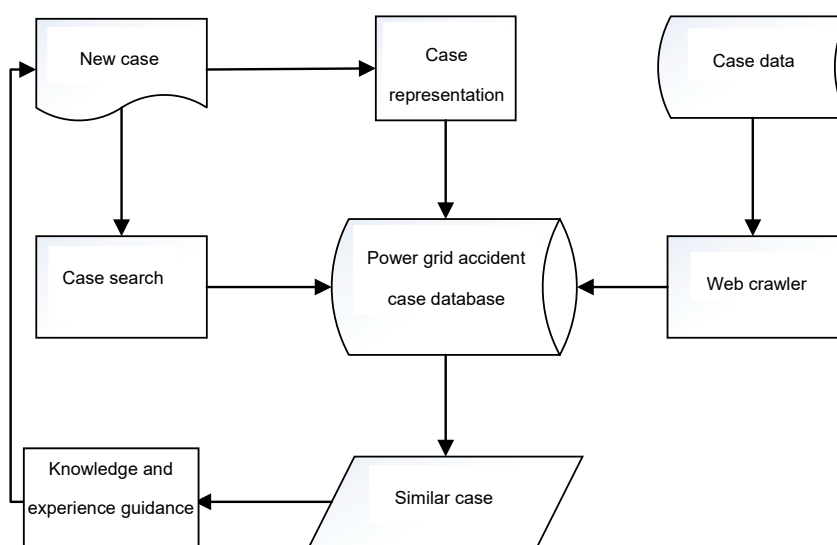 New case
Case
representation
Case data
Case search
Power grid accident
case database
Web crawler
Knowledge and
experience guidance
Similar case